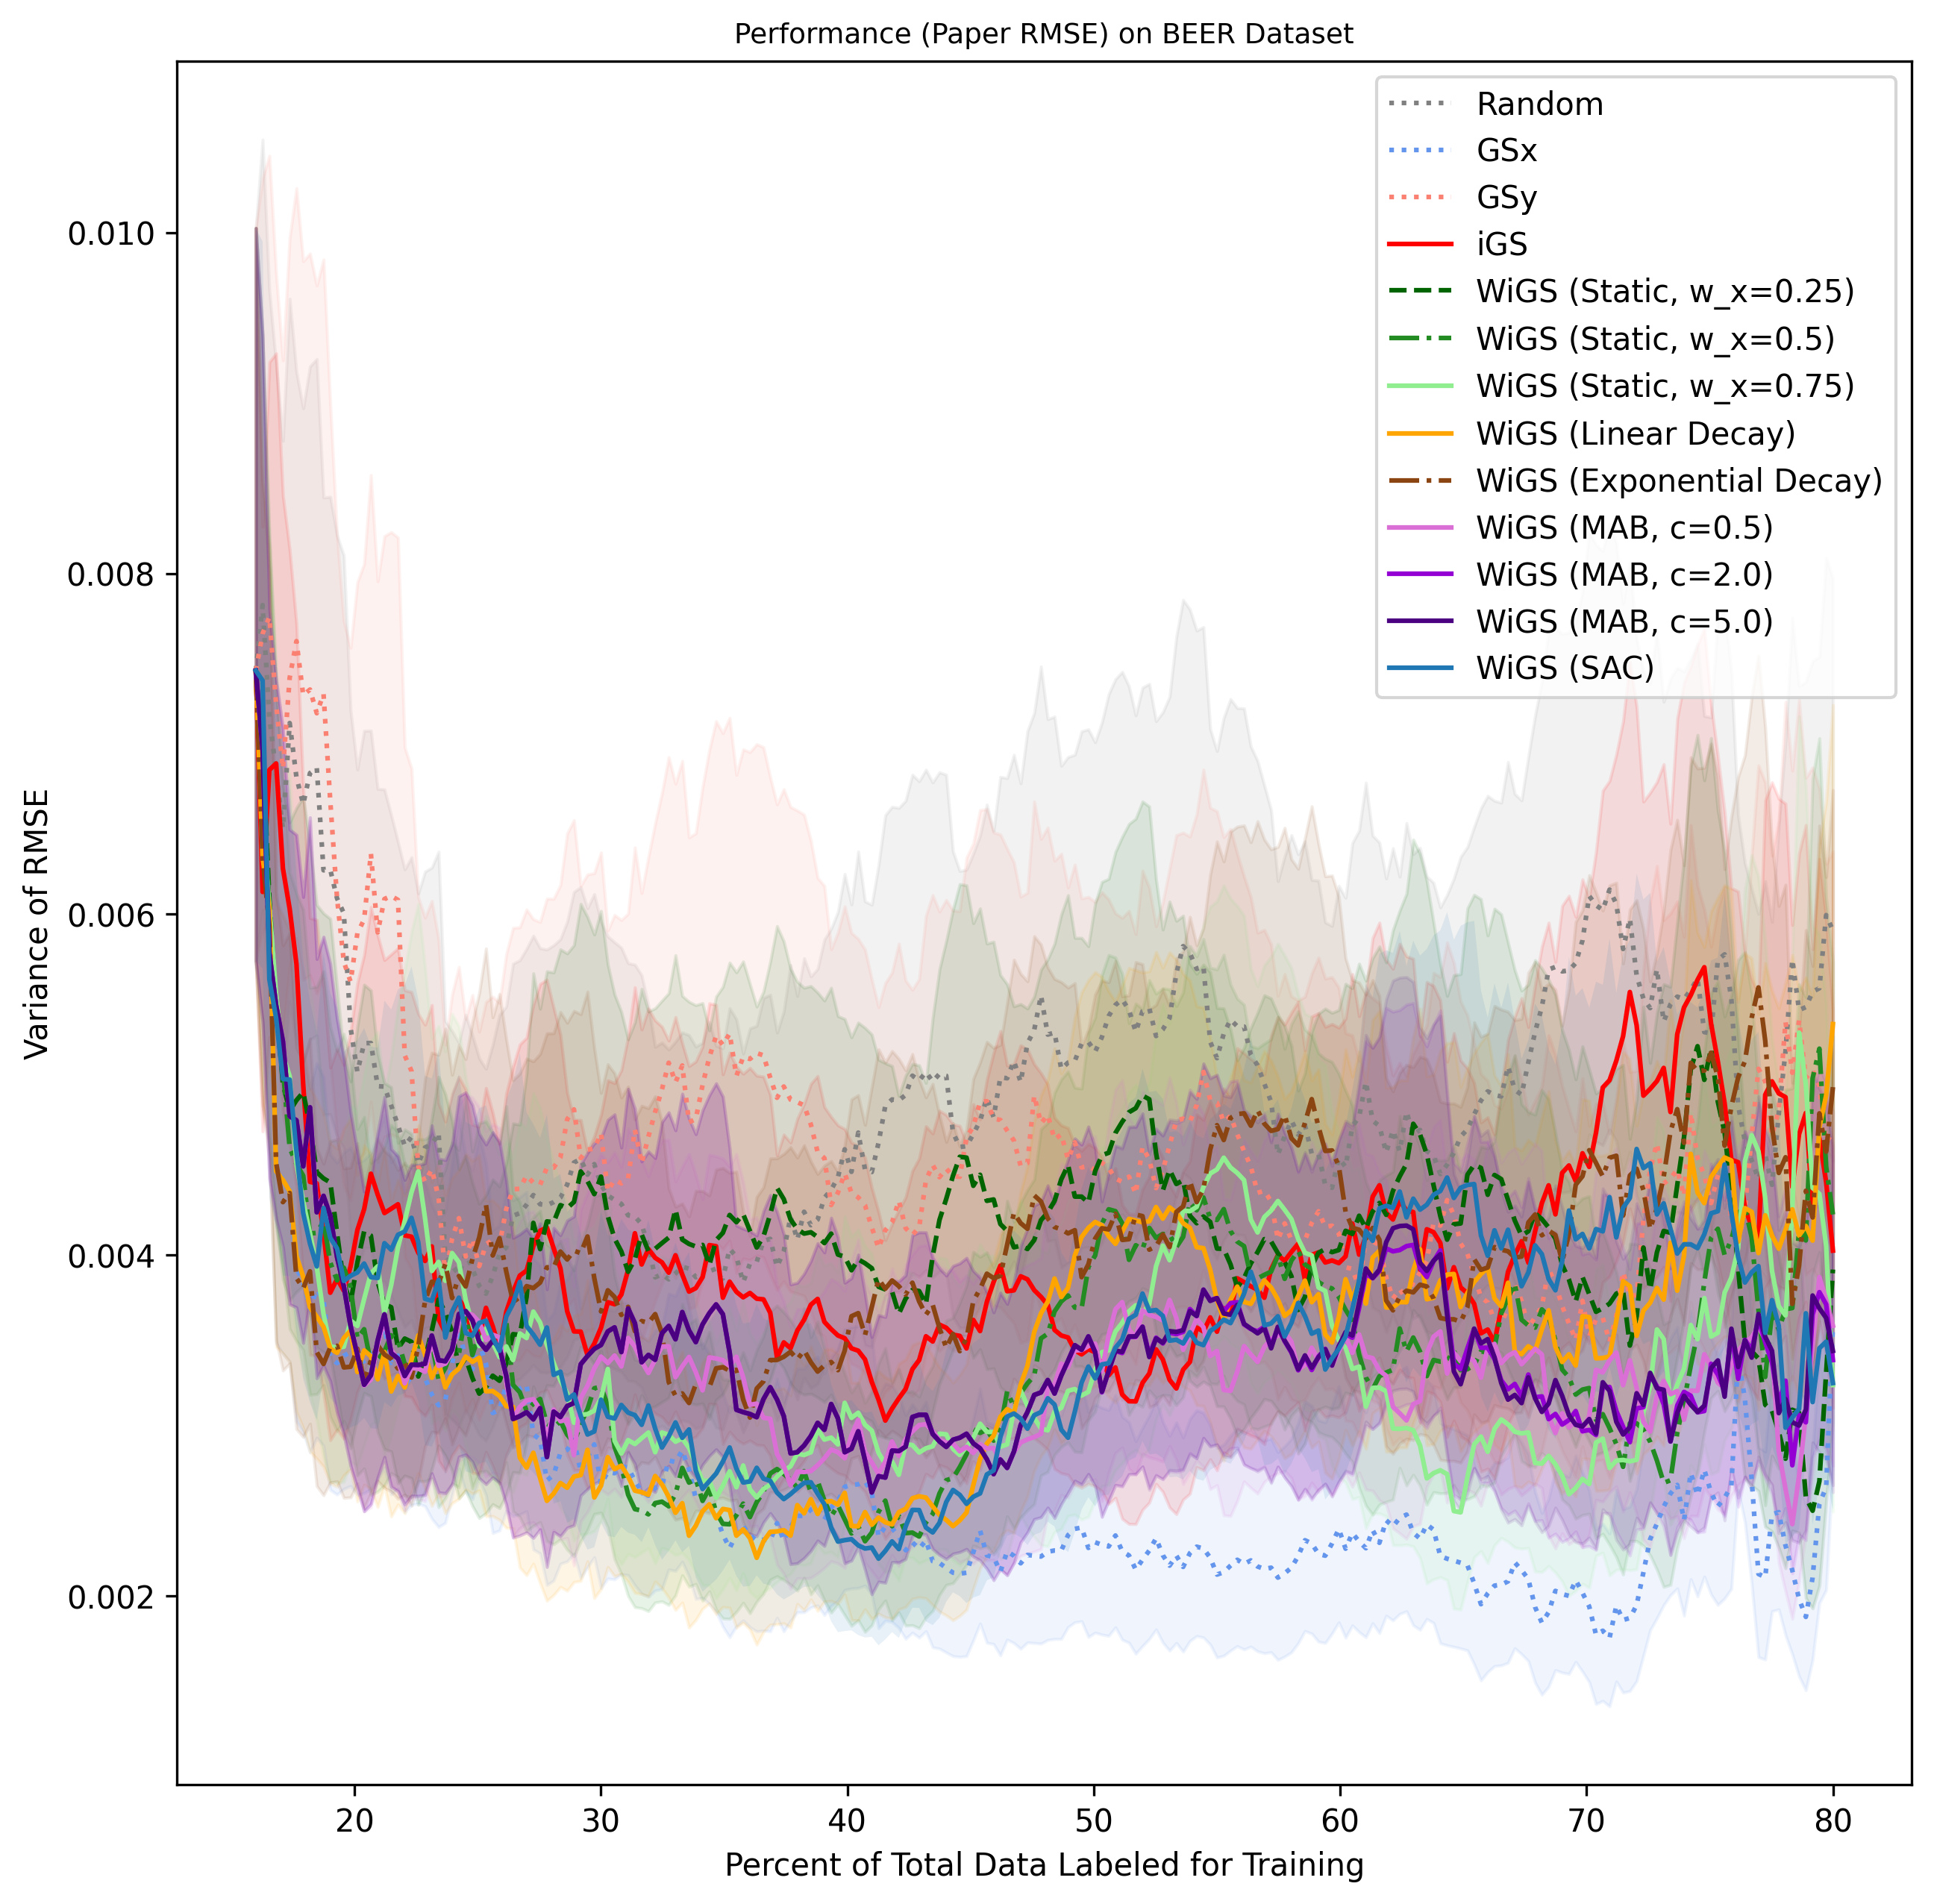 Performance (Paper RMSE) on BEER Dataset
Variance of RMSE
0.010
0.008
0.006
0.004
0.002
Random
GSx
GSy
iGS
WiGS (Static, w_x=0.25)
WiGS (Static, w_x=0.5)
WiGS (Static, w_x=0.75)
WiGS (Linear Decay)
WiGS (Exponential Decay)
WiGS (MAB, c=0.5)
WiGS (MAB, c=2.0)
WiGS (MAB, c=5.0)
WiGS (SAC)
20 30 40 50 60 70 80
Percent of Total Data Labeled for Training